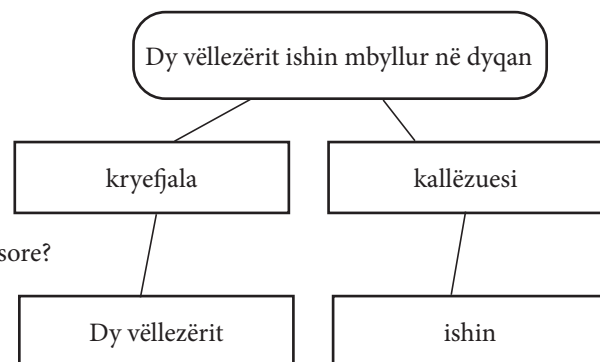 Dy vëllezërit ishin mbyllur në dyqan
kryefjala kallëzuesi
sore?
Dy vëllezërit ishin